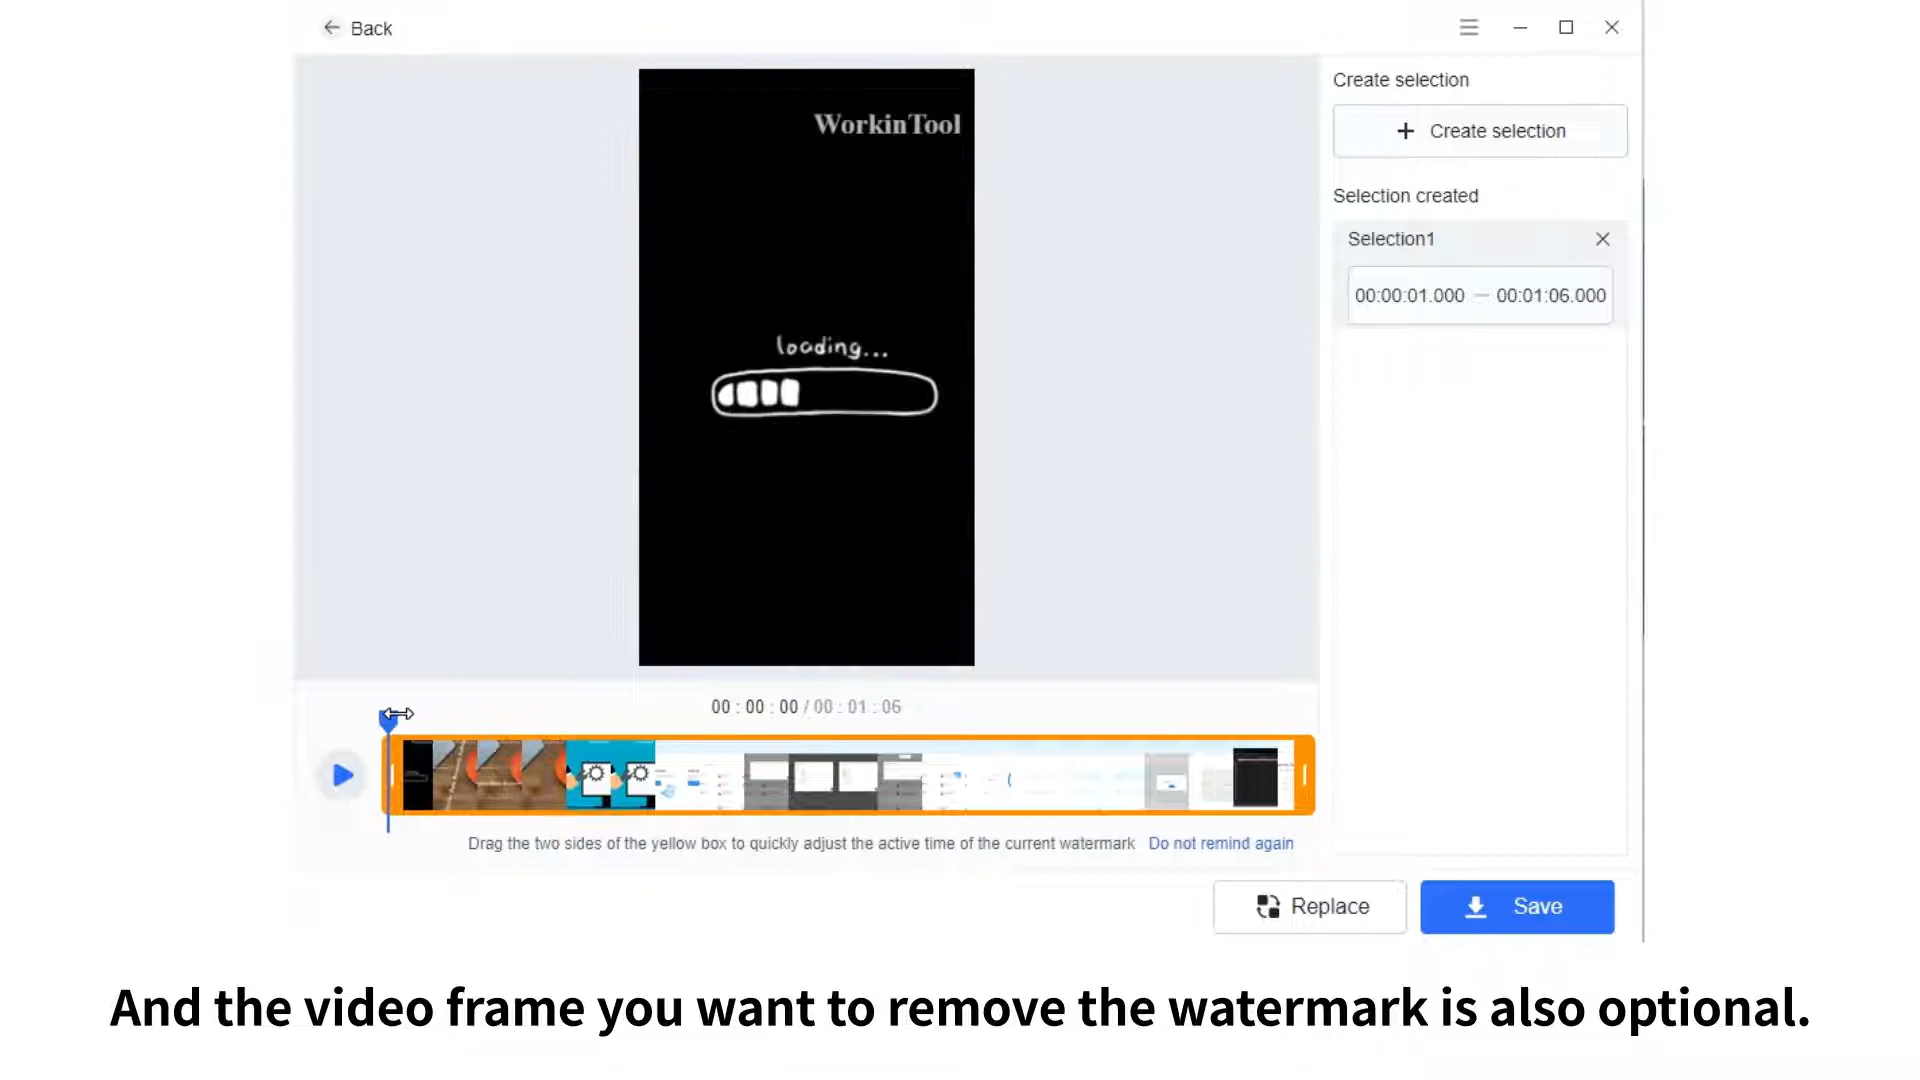 Back
WorkinTool
loading...
Create selection
Create selection
Selection created
Selection1
00:00:01.000 — 00:01:06.000
00 : 00 : 00 / 00 : 01 : 06
Drag the two sides of the yellow box to quickly adjust the active time of the current watermark Do not remind again
Replace
Save
And the video frame you want to remove the watermark is also optional.